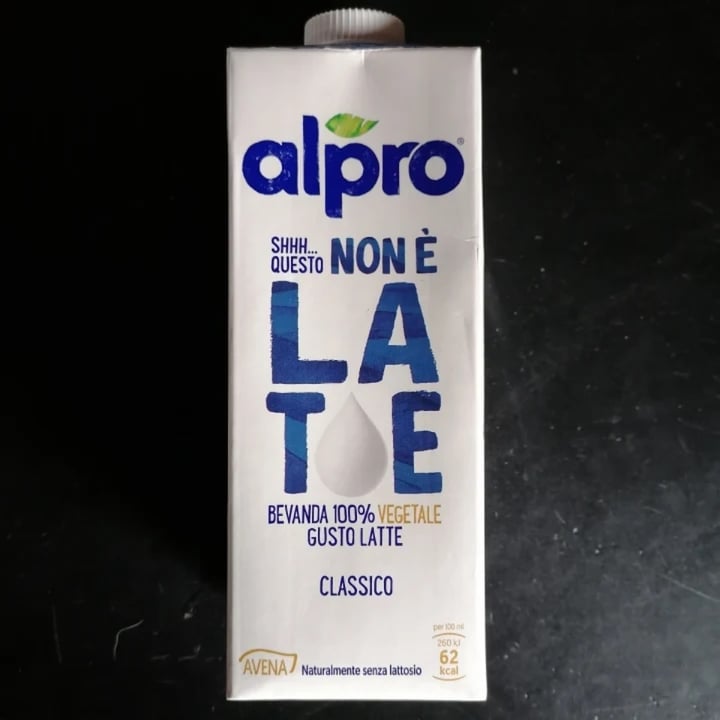 alpro®
SHHH...
QUESTO NON È
LA
T E
BEVANDA 100% VEGETALE
GUSTO LATTE
CLASSICO
per 100 ml
260 kJ
62
kcal
AVENA
Naturalmente senza lattosio